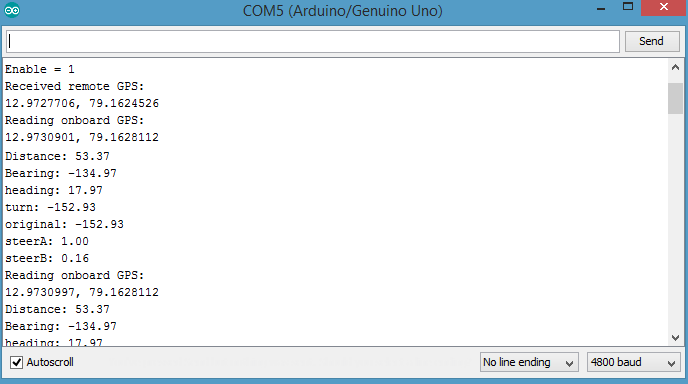 COM5 (Arduino/Genuino Uno)
Send
Enable = 1
Received remote GPS:
12.9727706, 79.1624526
Reading onboard GPS:
12.9730901, 79.1628112
Distance: 53.37
Bearing: -134.97
heading: 17.97
turn: -152.93
original: -152.93
steerA: 1.00
steerB: 0.16
Reading onboard GPS:
12.9730997, 79.1628112
Distance: 53.37
Bearing: -134.97
heading: 17.97
Autoscroll
No line ending
4800 baud